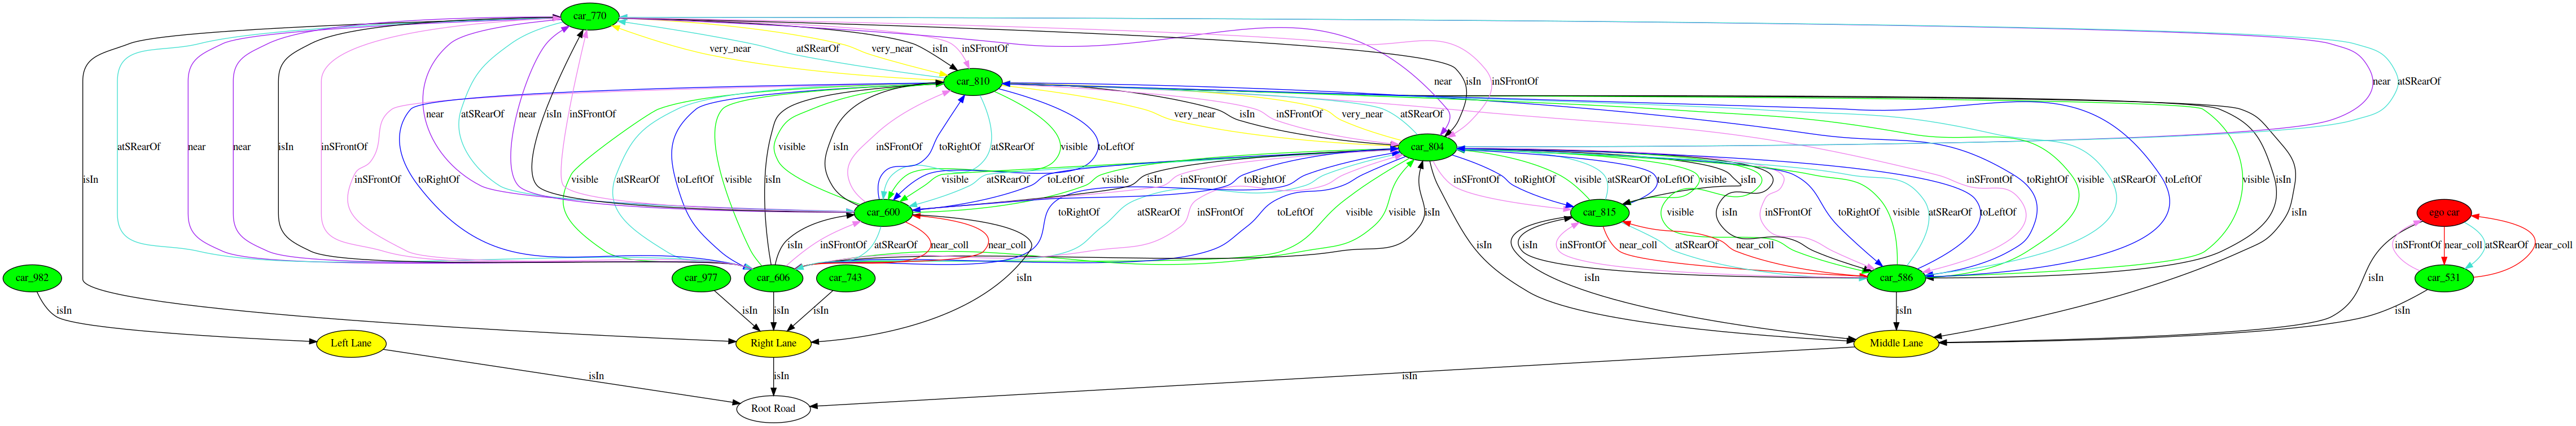 car_770
very_near atSRearOf very_near isIn inSFrontOf
car_810
near isIn inSFrontOf near atSRearOf
atSRearOf near near isIn inSFrontOf atSRearOf near near isIn inSFrontOf very_near isIn inSFrontOf very_near atSRearOf
car_804
isIn inSFrontOf toRightOf visible atSRearOf toLeftOf visible isIn visible isIn inSFrontOf toRightOf atSRearOf visible toLeftOf visible atSRearOf toLeftOf visible isIn inSFrontOf toRightOf inSFrontOf toRightOf visible atSRearOf toLeftOf visible isIn inSFrontOf toRightOf visible atSRearOf toLeftOf visible isIn
car_600 car_815 ego car
isIn inSFrontOf atSRearOf near_coll near_coll toRightOf atSRearOf inSFrontOf toLeftOf visible visible isIn isIn inSFrontOf near_coll atSRearOf near_coll visible isIn inSFrontOf toRightOf visible atSRearOf toLeftOf isIn inSFrontOf near_coll atSRearOf near_coll
car_982 car_977 car_606 car_743 isIn isIn isIn car_586 isIn car_531
isIn isIn isIn isIn isIn isIn
Left Lane Right Lane Middle Lane
isIn isIn isIn
Root Road